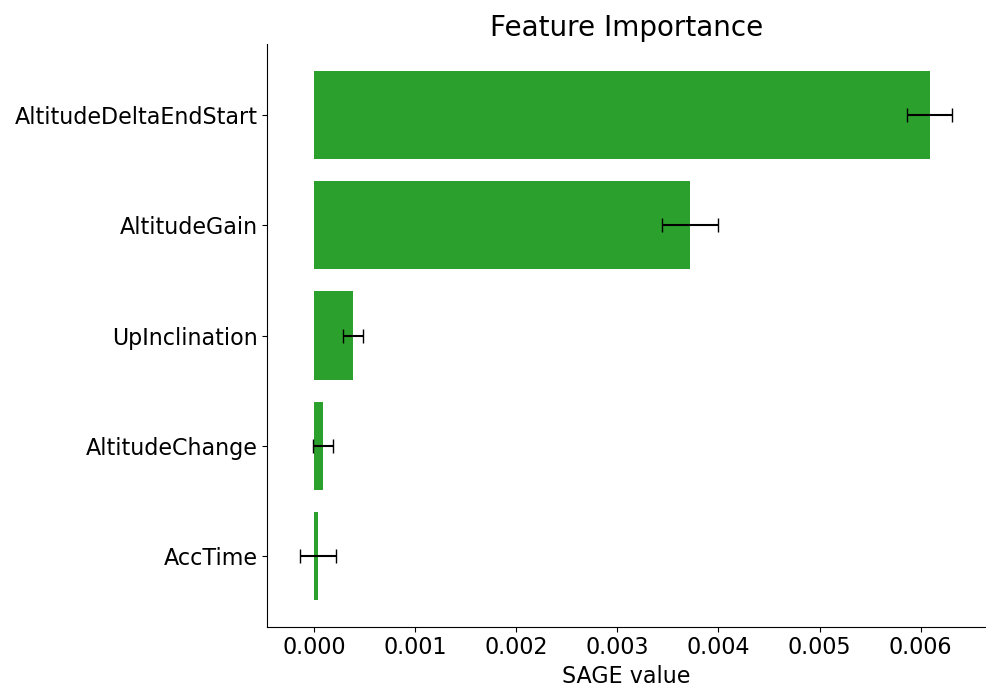 Feature Importance
AltitudeDeltaEndStart
AltitudeGain
UpInclination
AltitudeChange
AccTime
0.000 0.001 0.002 0.003 0.004 0.005 0.006
SAGE value